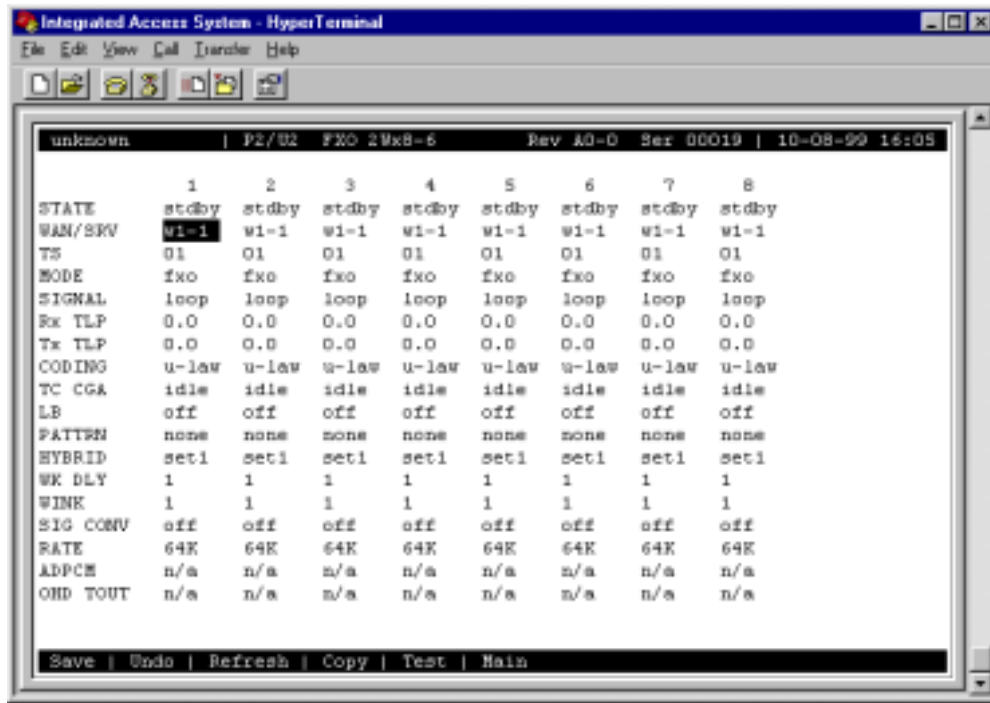 Integrated Access System - HyperTerminal
File Edit View Call Transfer Help
unknown | P2/U2 FXO 2Wx8-6 Rev A0-0 Ser 00019 | 10-08-99 16:05
1 2 3 4 5 6 7 8
STATE stdby stdby stdby stdby stdby stdby stdby stdby
WAN/SRV w1-1 w1-1 w1-1 w1-1 w1-1 w1-1 w1-1 w1-1
TS 01 01 01 01 01 01 01 01
MODE fxo fxo fxo fxo fxo fxo fxo fxo
SIGNAL loop loop loop loop loop loop loop loop
Rx TLP 0.0 0.0 0.0 0.0 0.0 0.0 0.0 0.0
Tx TLP 0.0 0.0 0.0 0.0 0.0 0.0 0.0 0.0
CODING u-law u-law u-law u-law u-law u-law u-law u-law
TC CGA idle idle idle idle idle idle idle idle
LB off off off off off off off off
PATTRN none none none none none none none none
HYBRID set1 set1 set1 set1 set1 set1 set1 set1
WK DLY 1 1 1 1 1 1 1 1
WINK 1 1 1 1 1 1 1 1
SIG CONV off off off off off off off off
RATE 64K 64K 64K 64K 64K 64K 64K 64K
ADPCM n/a n/a n/a n/a n/a n/a n/a n/a
OHD TOUT n/a n/a n/a n/a n/a n/a n/a n/a
Save | Undo | Refresh | Copy | Test | Main